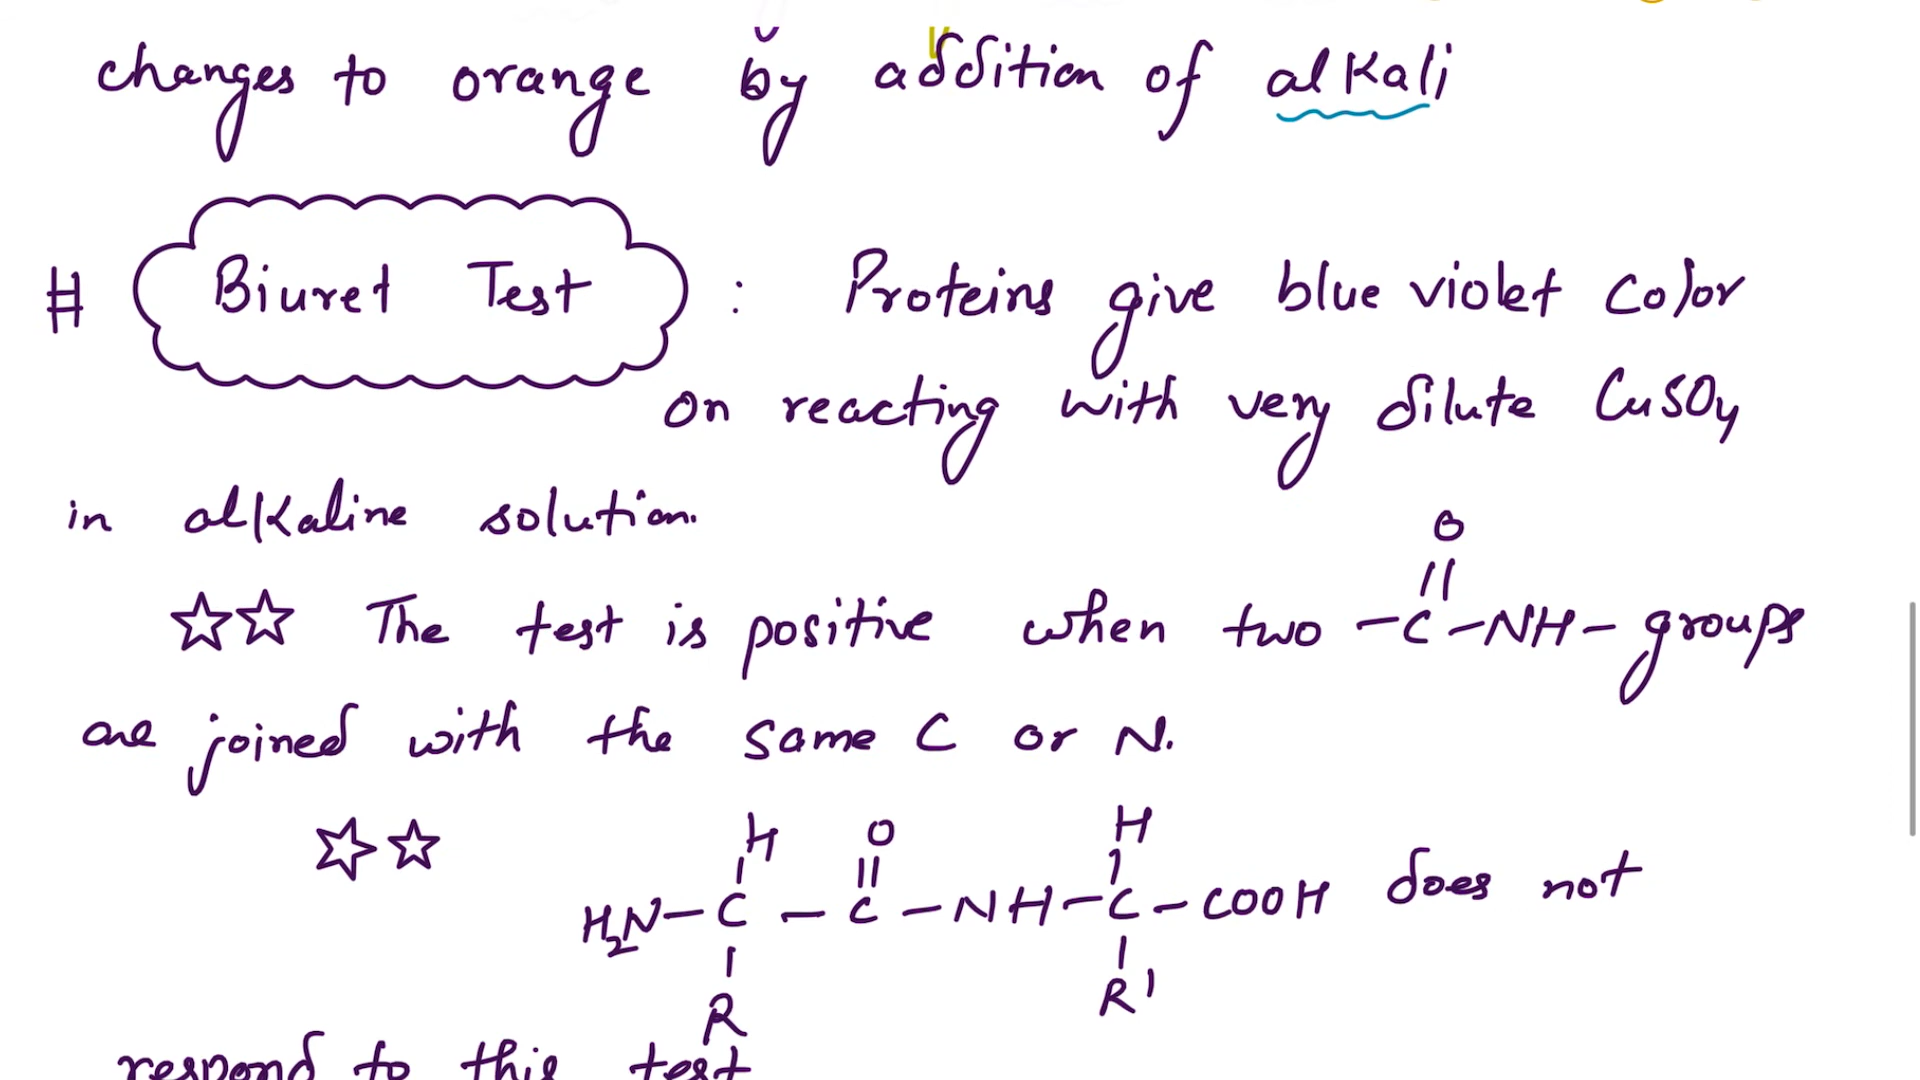 changes to orange by addition of alkali
# Biuret Test : Proteins give blue violet color
on reacting with very dilute CuSO4
in alkaline solution.
O
||
☆☆ The test is positive when two -C-NH- groups
are joined with the same C or N.
☆☆
H O H
| || |
H2N-C-C-NH-C-COOH does not
| |
R R'
respond to this test